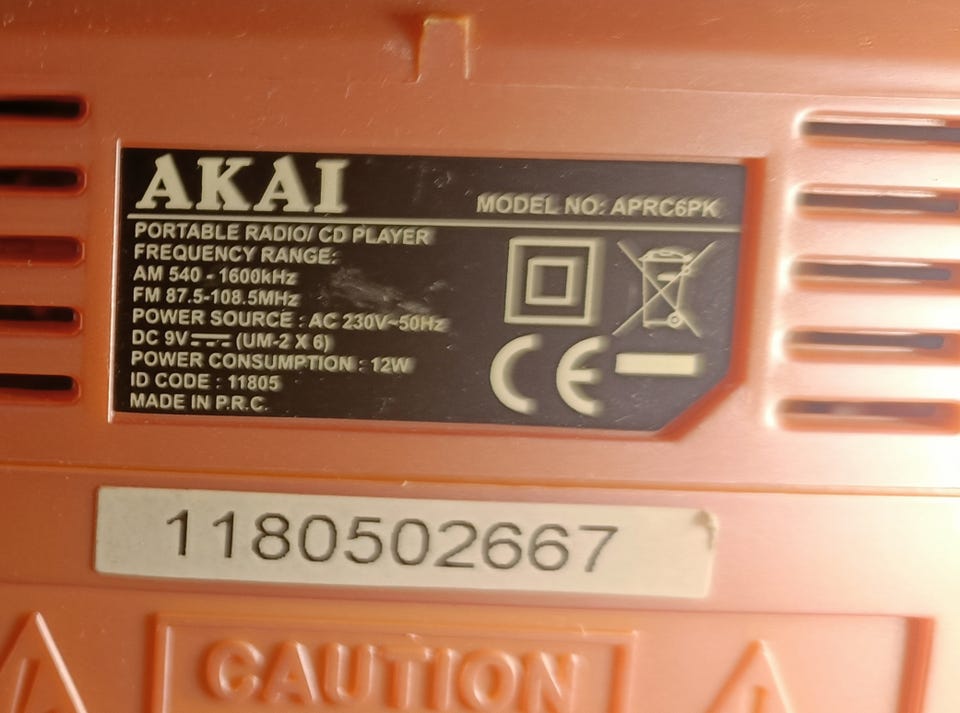 AKAI
MODEL NO: APRC6PK
PORTABLE RADIO/ CD PLAYER
FREQUENCY RANGE:
AM 540 - 1600kHz
FM 87.5-108.5MHz
POWER SOURCE : AC 230V~50Hz
DC 9V⎓ (UM-2 X 6)
POWER CONSUMPTION : 12W
ID CODE : 11805
MADE IN P.R.C.
CE
1180502667
CAUTION